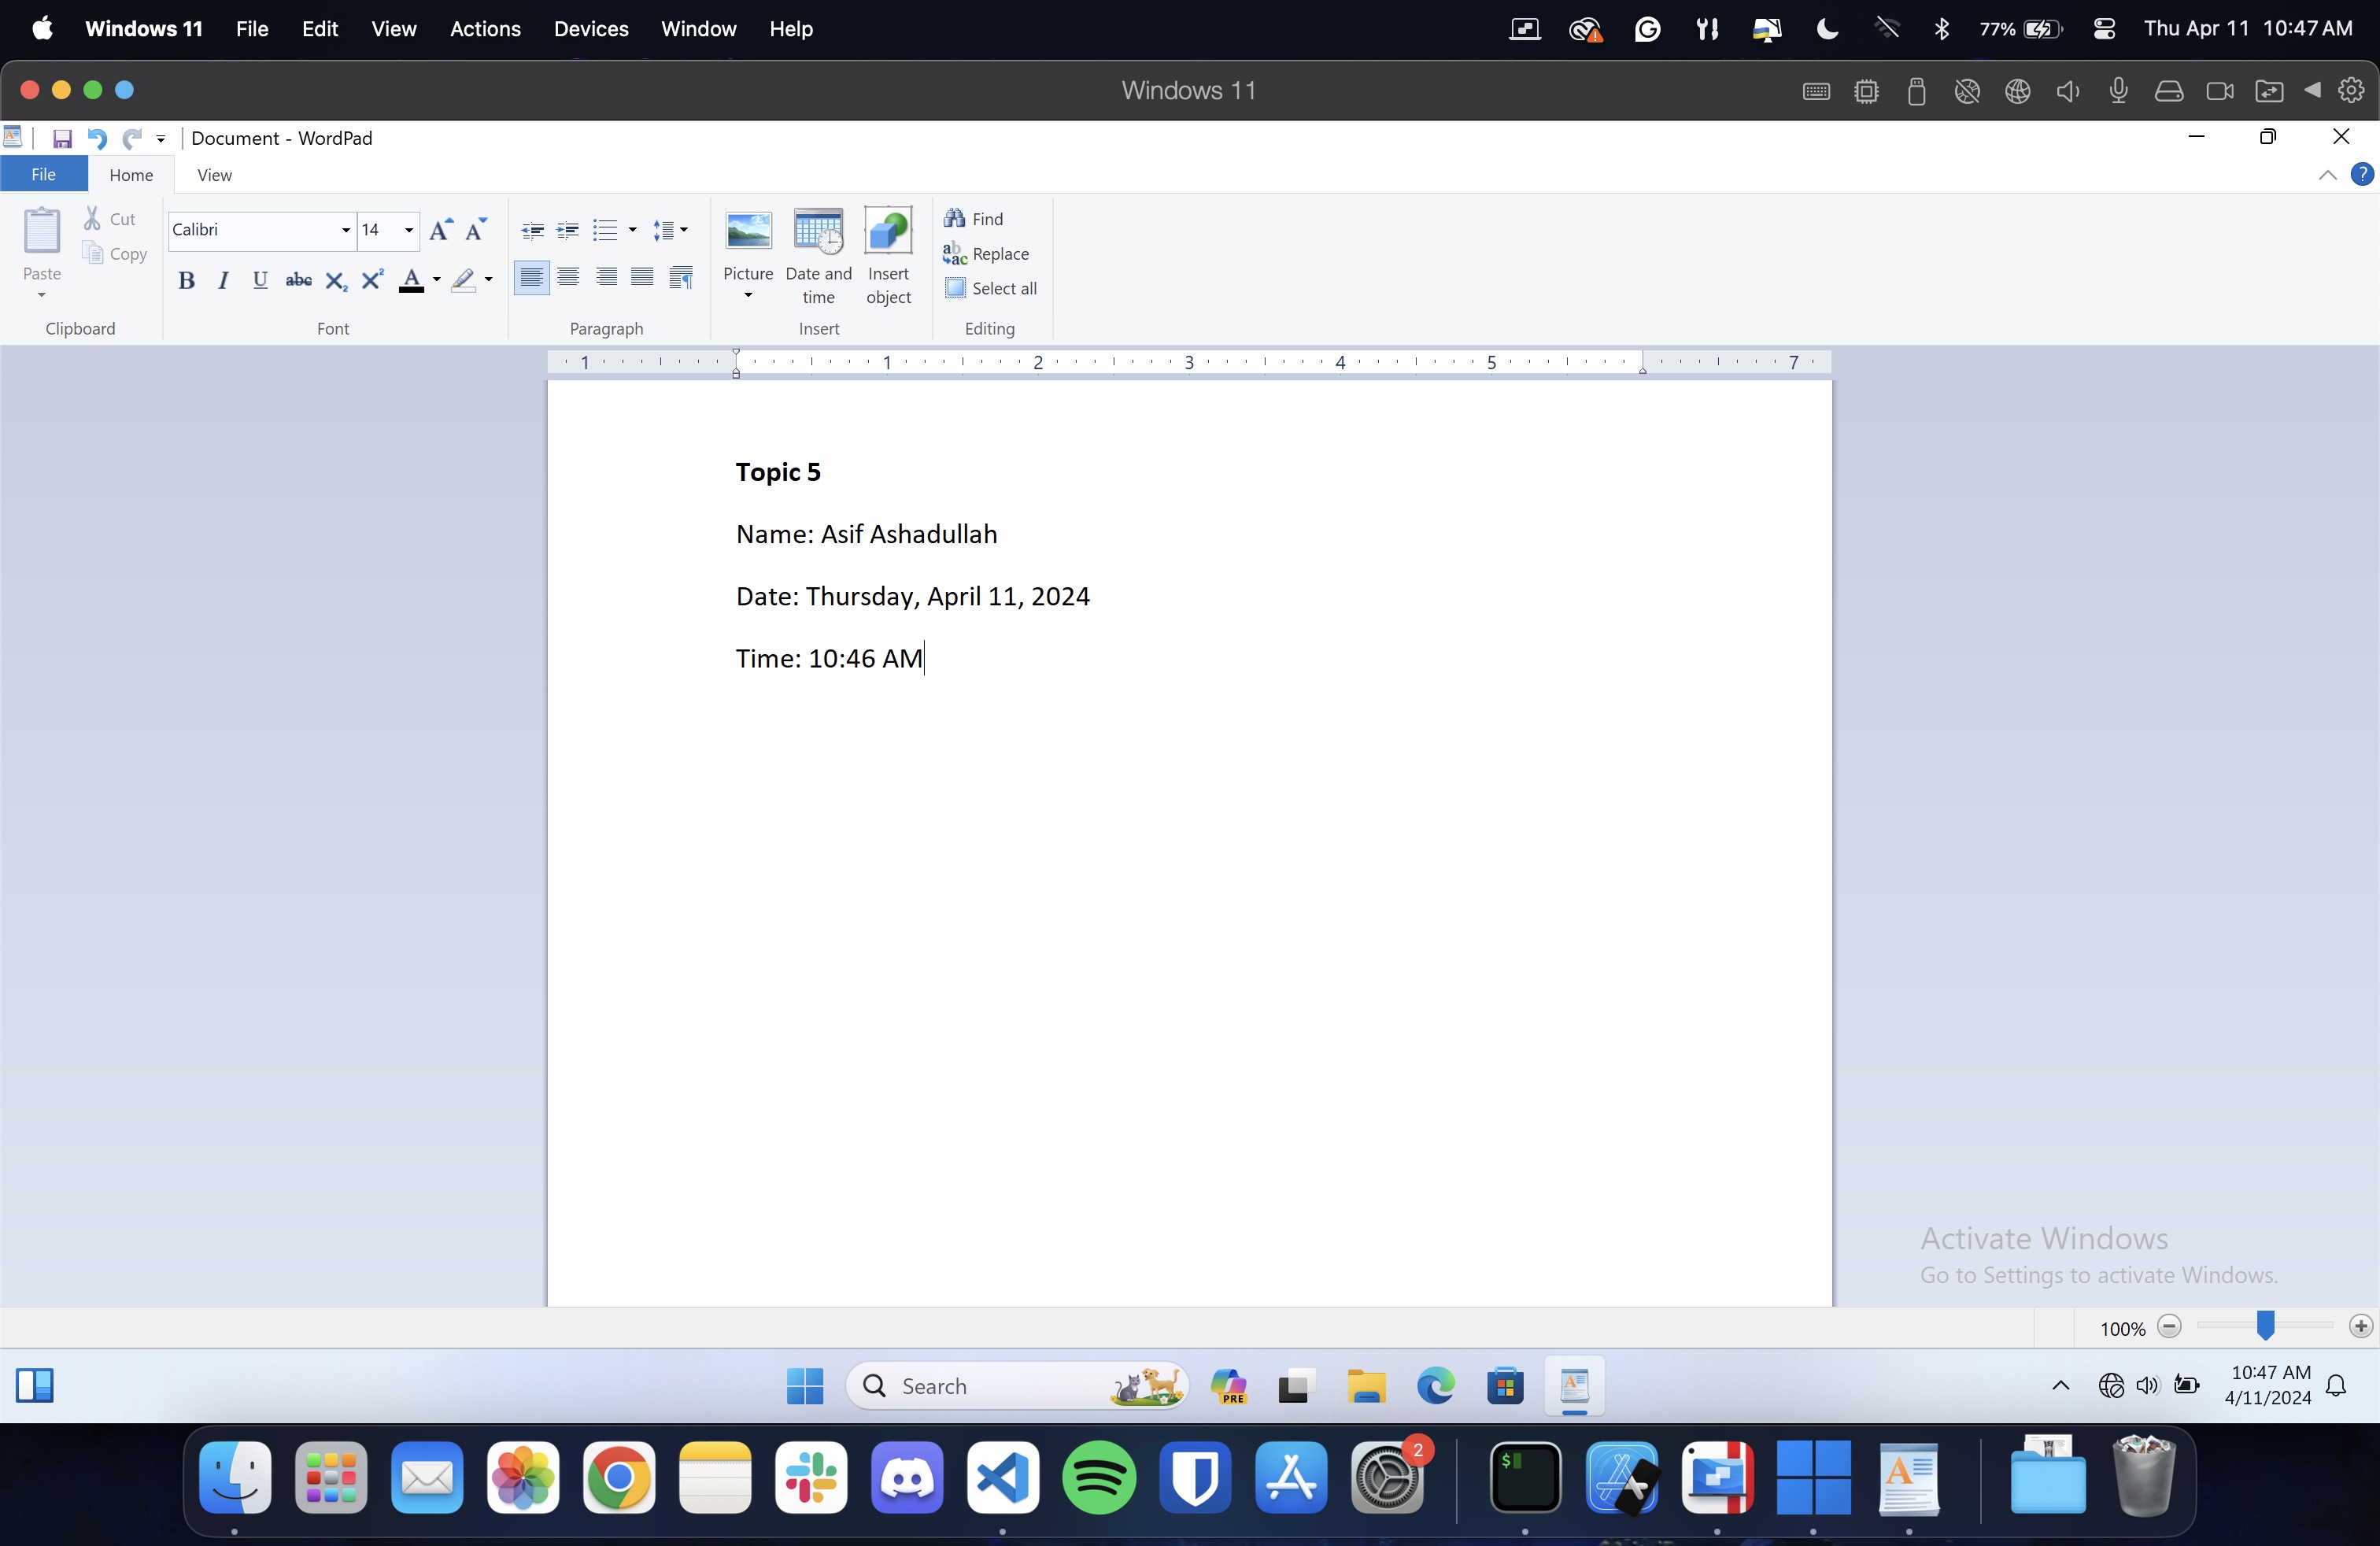 Windows 11 File Edit View Actions Devices Window Help 77% Thu Apr 11 10:47 AM
Windows 11
Document - WordPad
File Home View
Paste
Cut
Copy
Clipboard
Calibri 14
B I U abc X₂ X² A
Font
Paragraph
Picture
Date and time
Insert object
Insert
Find
Replace
Select all
Editing
1 1 2 3 4 5 7
Topic 5
Name: Asif Ashadullah
Date: Thursday, April 11, 2024
Time: 10:46 AM
Activate Windows
Go to Settings to activate Windows.
100%
Search PRE 10:47 AM
4/11/2024
2